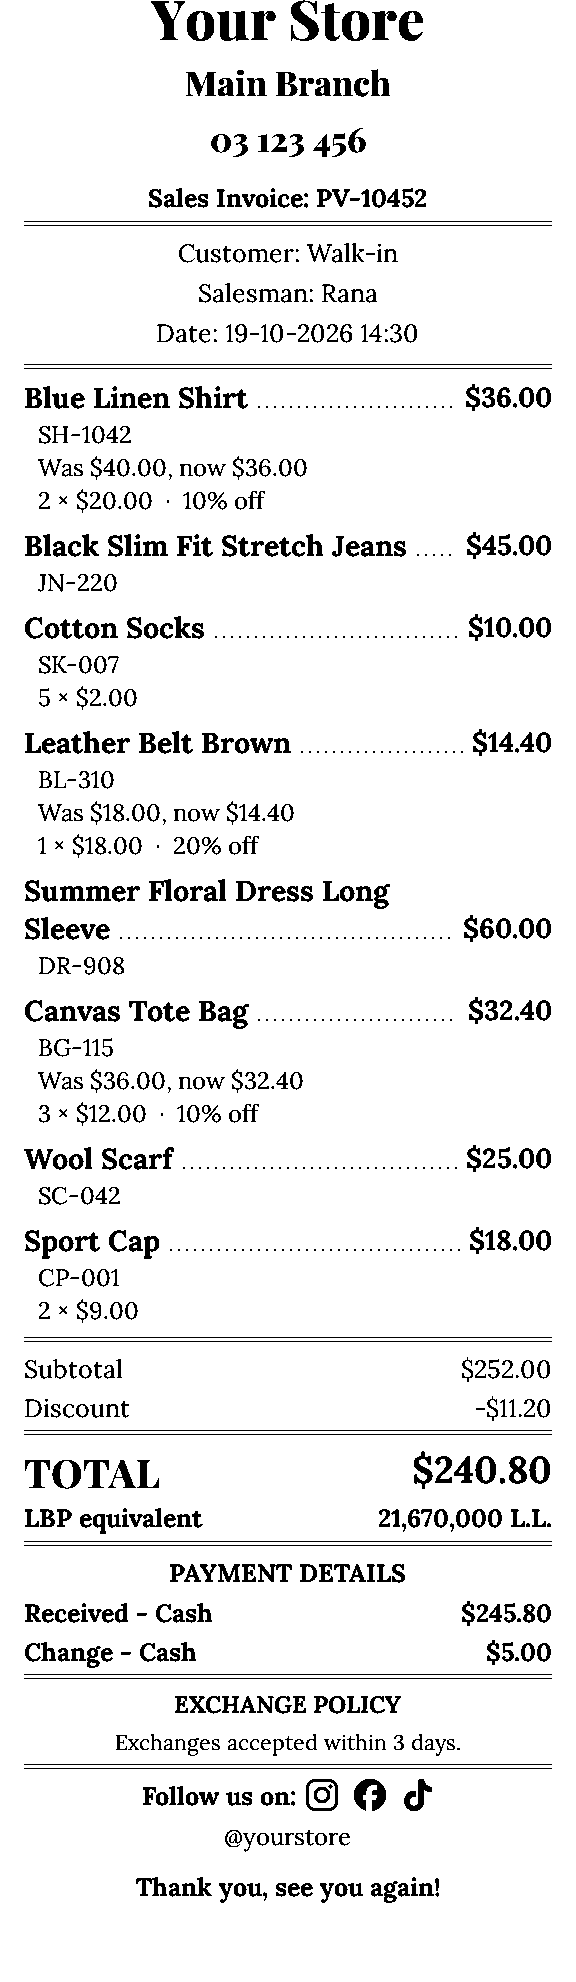 Your Store
Main Branch
03 123 456
Sales Invoice: PV-10452
Customer: Walk-in
Salesman: Rana
Date: 19-10-2026 14:30
Blue Linen Shirt ........................ $36.00
SH-1042
Was $40.00, now $36.00
2 × $20.00 · 10% off
Black Slim Fit Stretch Jeans ..... $45.00
JN-220
Cotton Socks .............................. $10.00
SK-007
5 × $2.00
Leather Belt Brown .................... $14.40
BL-310
Was $18.00, now $14.40
1 × $18.00 · 20% off
Summer Floral Dress Long
Sleeve ......................................... $60.00
DR-908
Canvas Tote Bag ........................ $32.40
BG-115
Was $36.00, now $32.40
3 × $12.00 · 10% off
Wool Scarf .................................. $25.00
SC-042
Sport Cap .................................... $18.00
CP-001
2 × $9.00
Subtotal $252.00
Discount -$11.20
TOTAL $240.80
LBP equivalent 21,670,000 L.L.
PAYMENT DETAILS
Received - Cash $245.80
Change - Cash $5.00
EXCHANGE POLICY
Exchanges accepted within 3 days.
Follow us on:
@yourstore
Thank you, see you again!